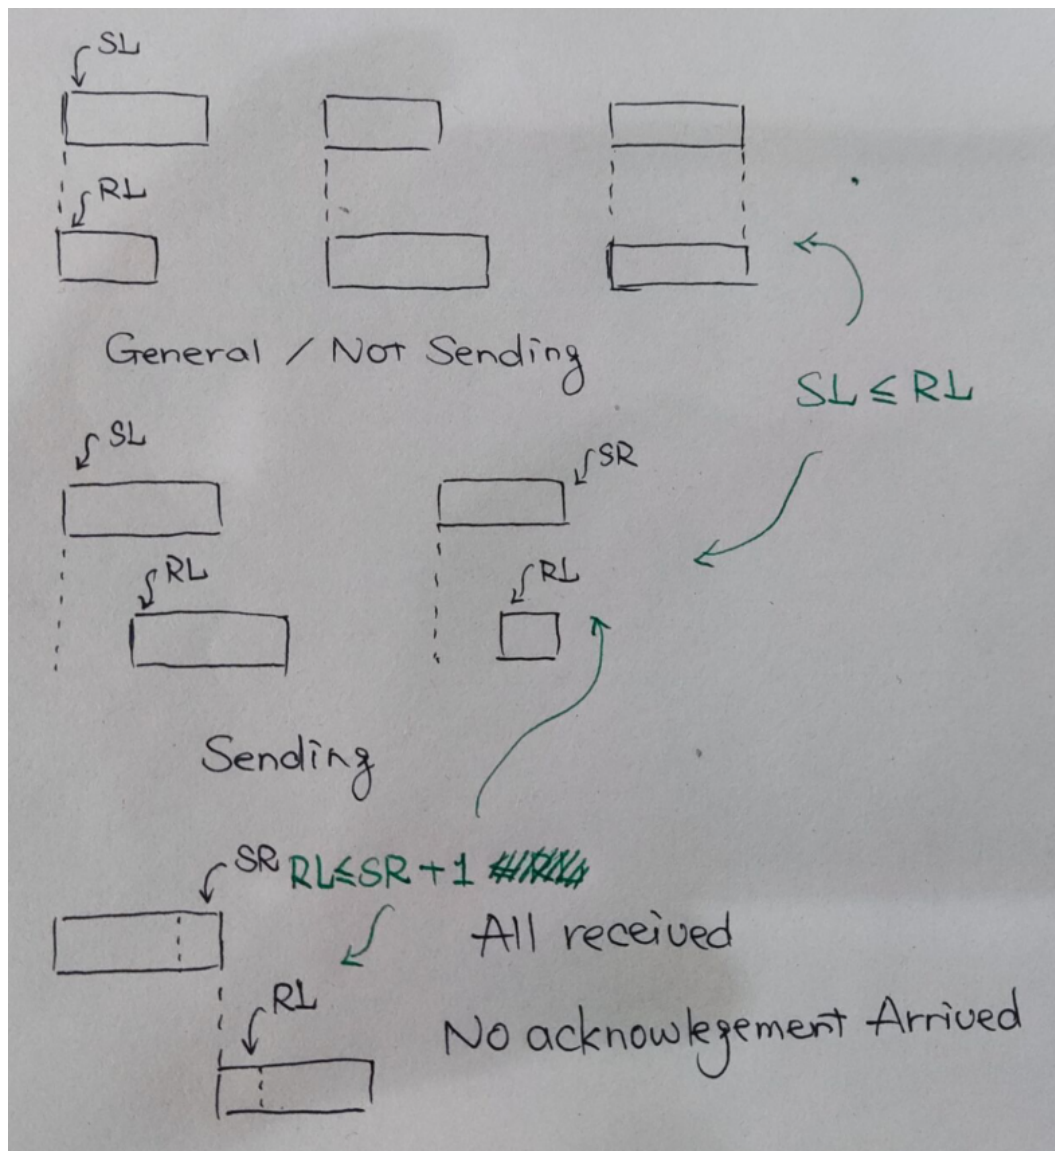 SL
RL
General / Not Sending
SL ≤ RL
SL
SR
RL
RL
Sending
SR
RL≤SR+1
All received
RL
No acknowlegement Arrived